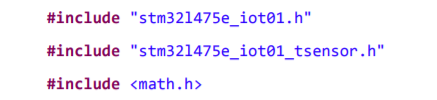 #include "stm32l475e_iot01.h"
#include "stm32l475e_iot01_tsensor.h"
#include <math.h>